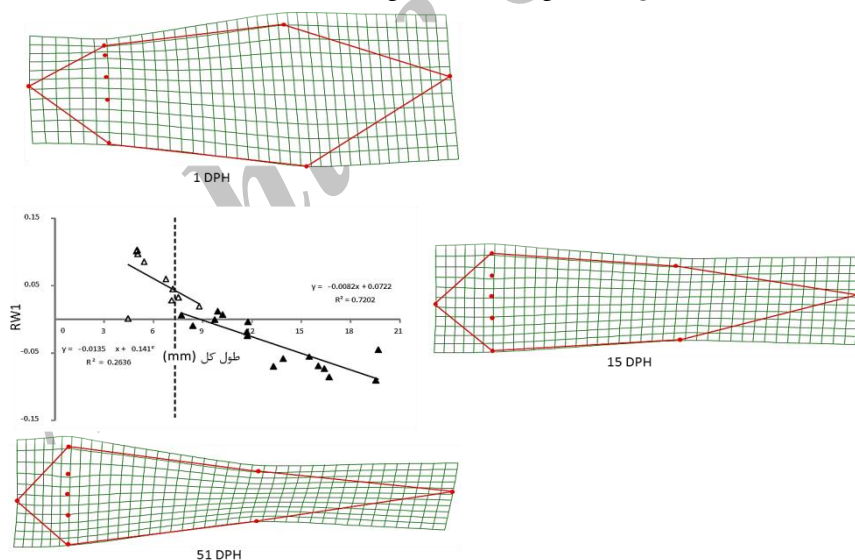 1 DPH
0.15
0.05
-0.05
-0.15
RW1
0 3 6 9 12 15 18 21
y = -0.0082x + 0.0722
R² = 0.7202
y = -0.0135 x + 0.141
R² = 0.2636
طول کل (mm)
15 DPH
51 DPH